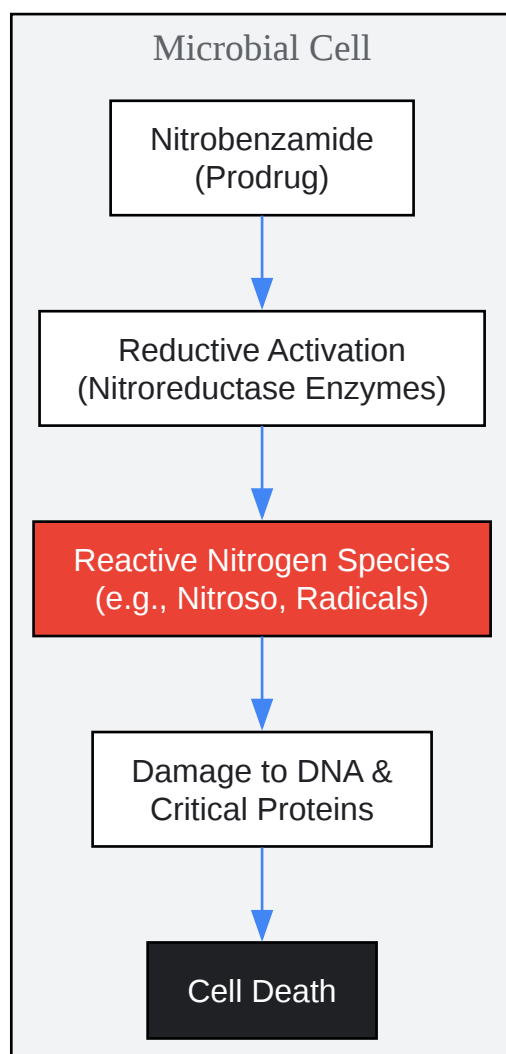 Microbial Cell
Nitrobenzamide
(Prodrug)
Reductive Activation
(Nitroreductase Enzymes)
Reactive Nitrogen Species
(e.g., Nitroso, Radicals)
Damage to DNA &
Critical Proteins
Cell Death